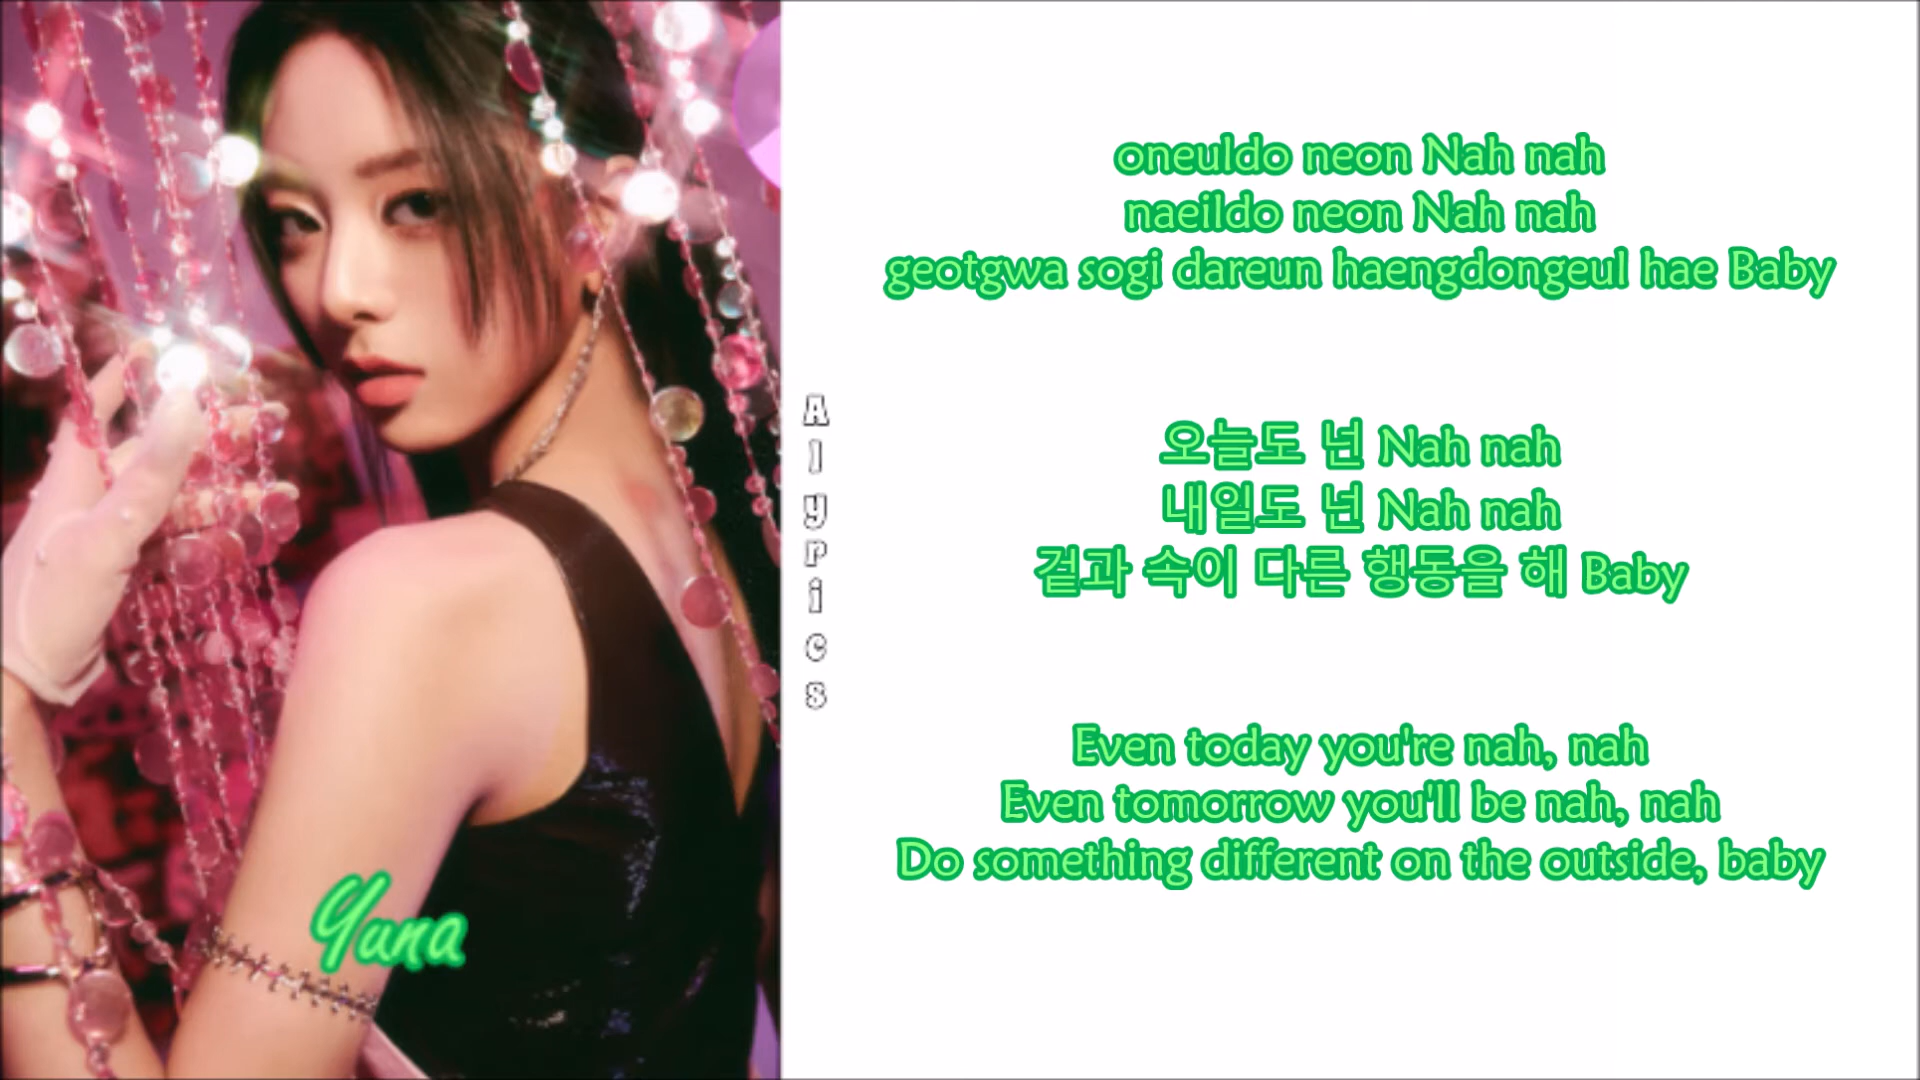 oneuldo neon Nah nah
naeildo neon Nah nah
geotgwa sogi dareun haengdongeul hae Baby
오늘도 넌 Nah nah
내일도 넌 Nah nah
겉과 속이 다른 행동을 해 Baby
Even today you're nah, nah
Even tomorrow you'll be nah, nah
Do something different on the outside, baby
Alyrics
Yuna